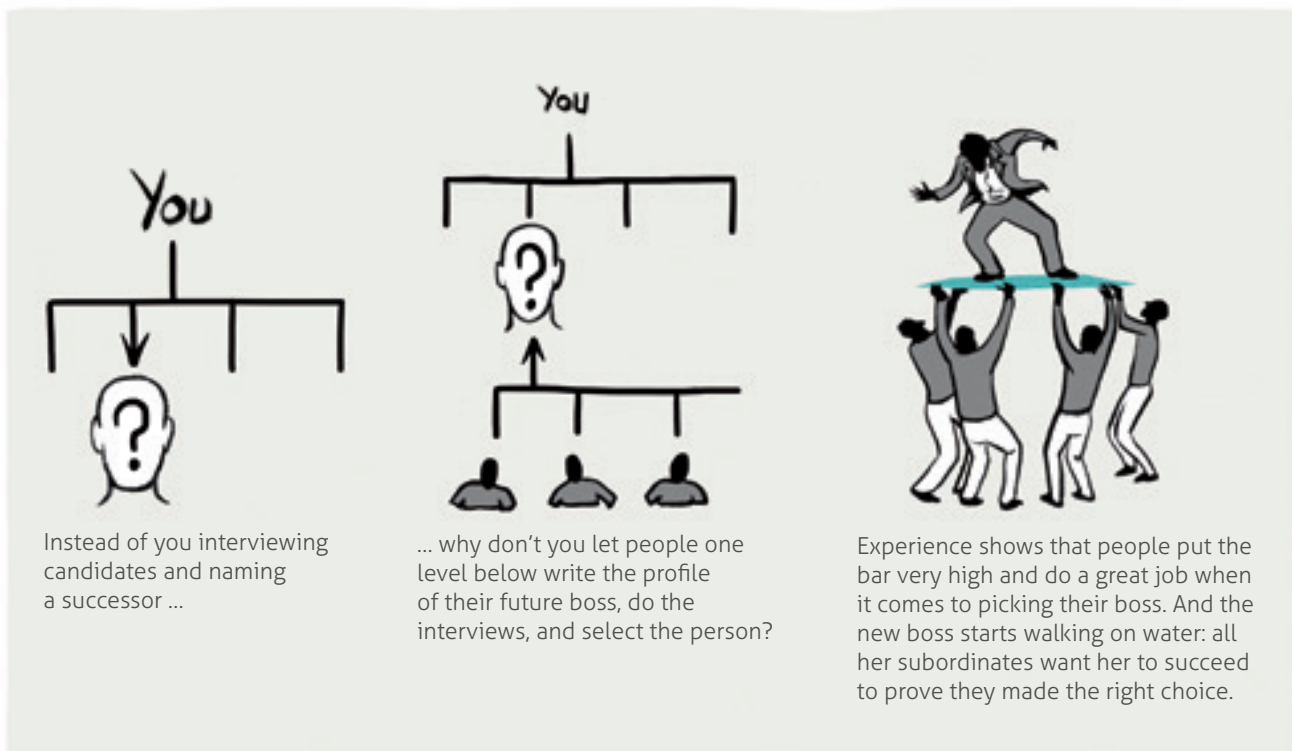 You
?
Instead of you interviewing
candidates and naming
a successor ...
You
?
... why don't you let people one
level below write the profile
of their future boss, do the
interviews, and select the person?
Experience shows that people put the
bar very high and do a great job when
it comes to picking their boss. And the
new boss starts walking on water: all
her subordinates want her to succeed
to prove they made the right choice.